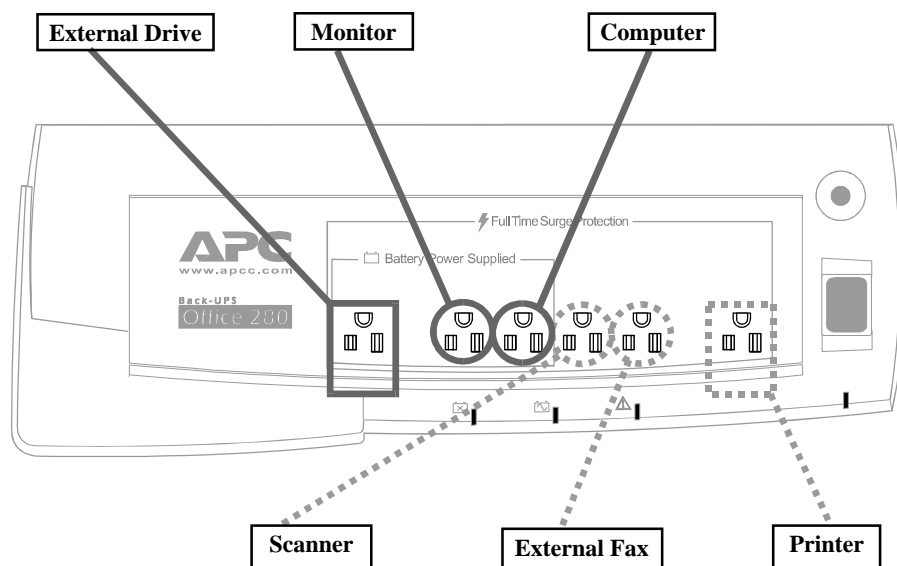 External Drive
Monitor
Computer
Full Time Surge Protection
APC
www.apcc.com
Battery Power Supplied
Back-UPS
Office 280
Scanner
External Fax
Printer